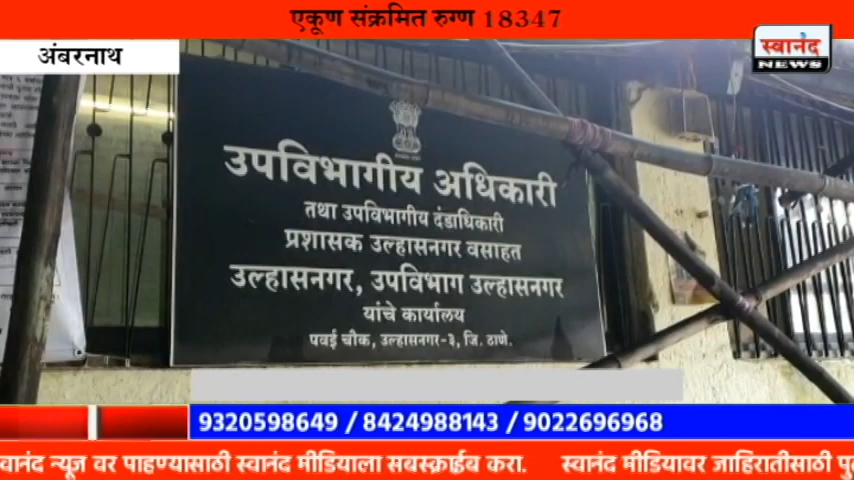 एकूण संक्रमित रुग्ण 18347
अंबरनाथ
स्वानंद
NEWS
उपविभागीय अधिकारी
तथा उपविभागीय दंडाधिकारी
प्रशासक उल्हासनगर वसाहत
उल्हासनगर, उपविभाग उल्हासनगर
यांचे कार्यालय
पवई चौक, उल्हासनगर-३, जि. ठाणे.
9320598649 / 8424988143 / 9022696968
स्वानंद न्यूज वर पाहण्यासाठी स्वानंद मीडियाला सबस्क्राईब करा. स्वानंद मीडियावर जाहिरातीसाठी